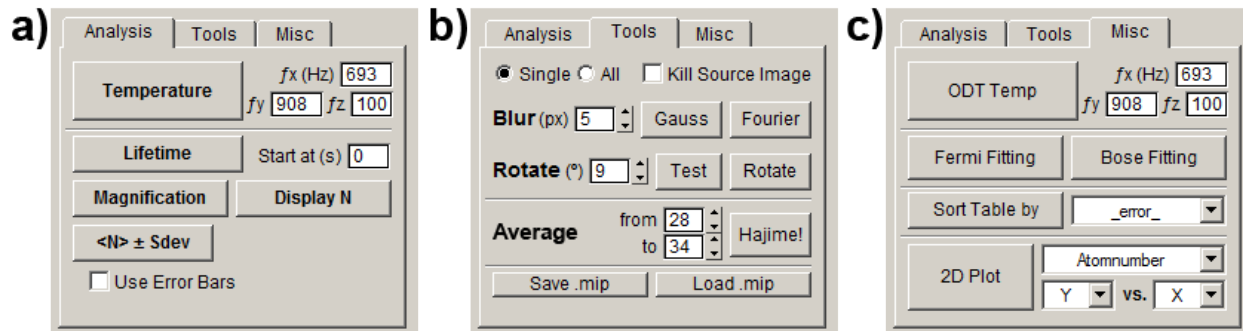 a)
Analysis Tools Misc
Temperature
ƒx (Hz) 693
ƒy 908 ƒz 100
Lifetime Start at (s) 0
Magnification Display N
<N> ± Sdev
Use Error Bars
b)
Analysis Tools Misc
Single All Kill Source Image
Blur (px) 5 Gauss Fourier
Rotate (º) 9 Test Rotate
Average
from 28
to 34
Hajime!
Save .mip Load .mip
c)
Analysis Tools Misc
ODT Temp
ƒx (Hz) 693
ƒy 908 ƒz 100
Fermi Fitting Bose Fitting
Sort Table by _error_
2D Plot
Atomnumber
Y vs. X